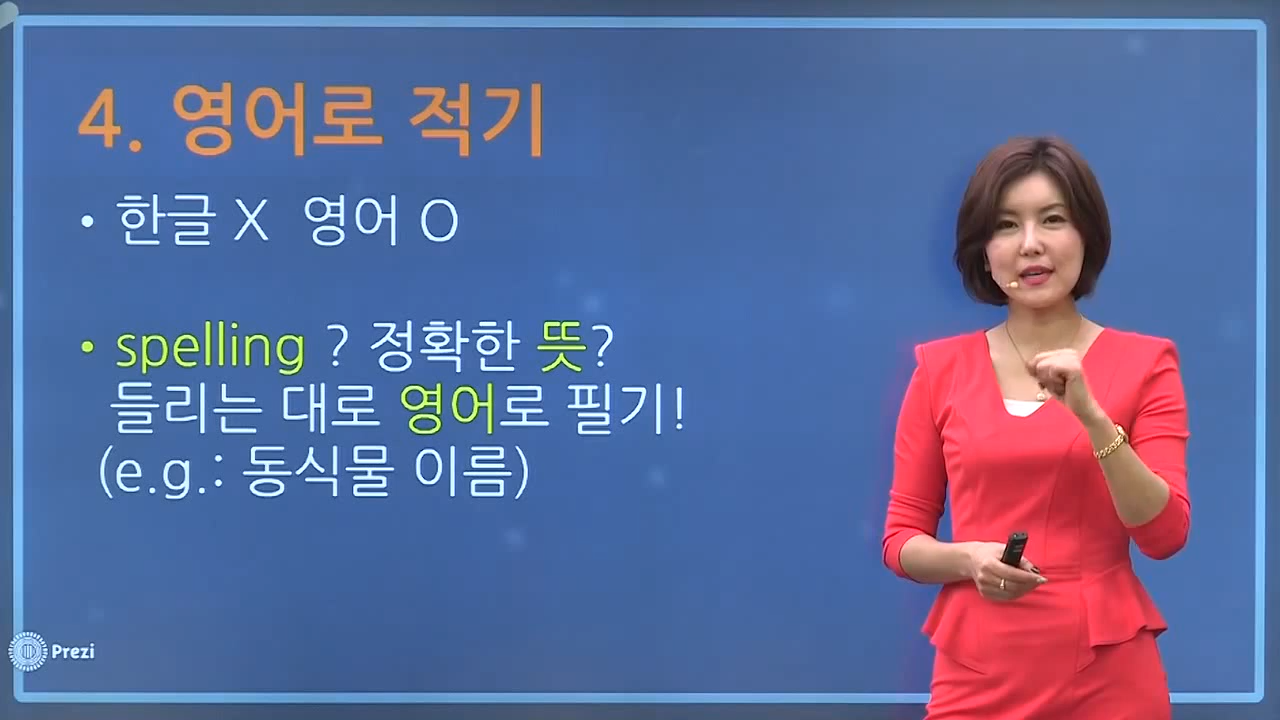 4. 영어로 적기
• 한글 X 영어 O
• spelling ? 정확한 뜻?
들리는 대로 영어로 필기!
(e.g.: 동식물 이름)
Prezi